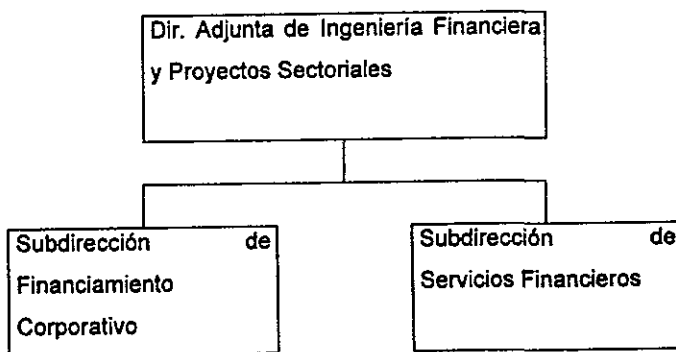 Dir. Adjunta de Ingeniería Financiera
y Proyectos Sectoriales
Subdirección de
Financiamiento
Corporativo
Subdirección de
Servicios Financieros